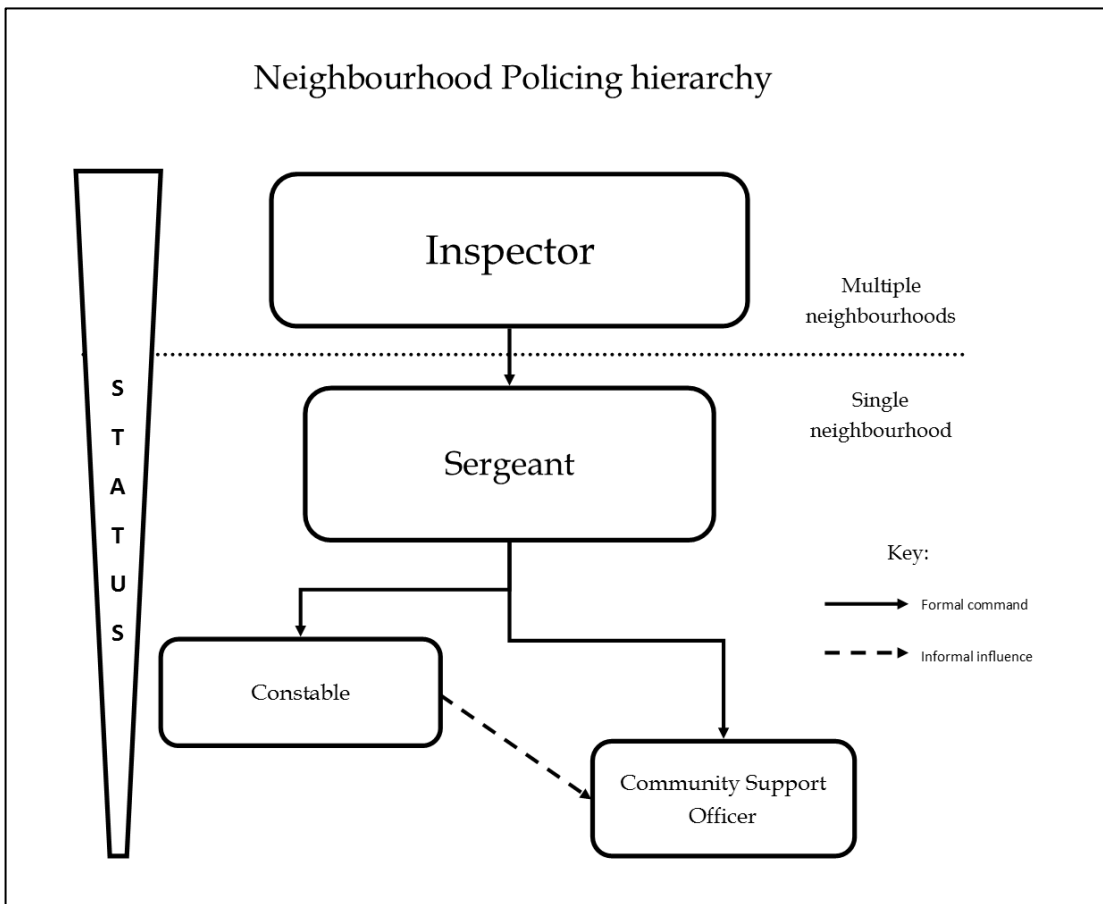 Neighbourhood Policing hierarchy
Inspector
Multiple
neighbourhoods
S
T
A
T
U
S
Single
neighbourhood
Sergeant
Key:
Formal command
Informal influence
Constable
Community Support
Officer